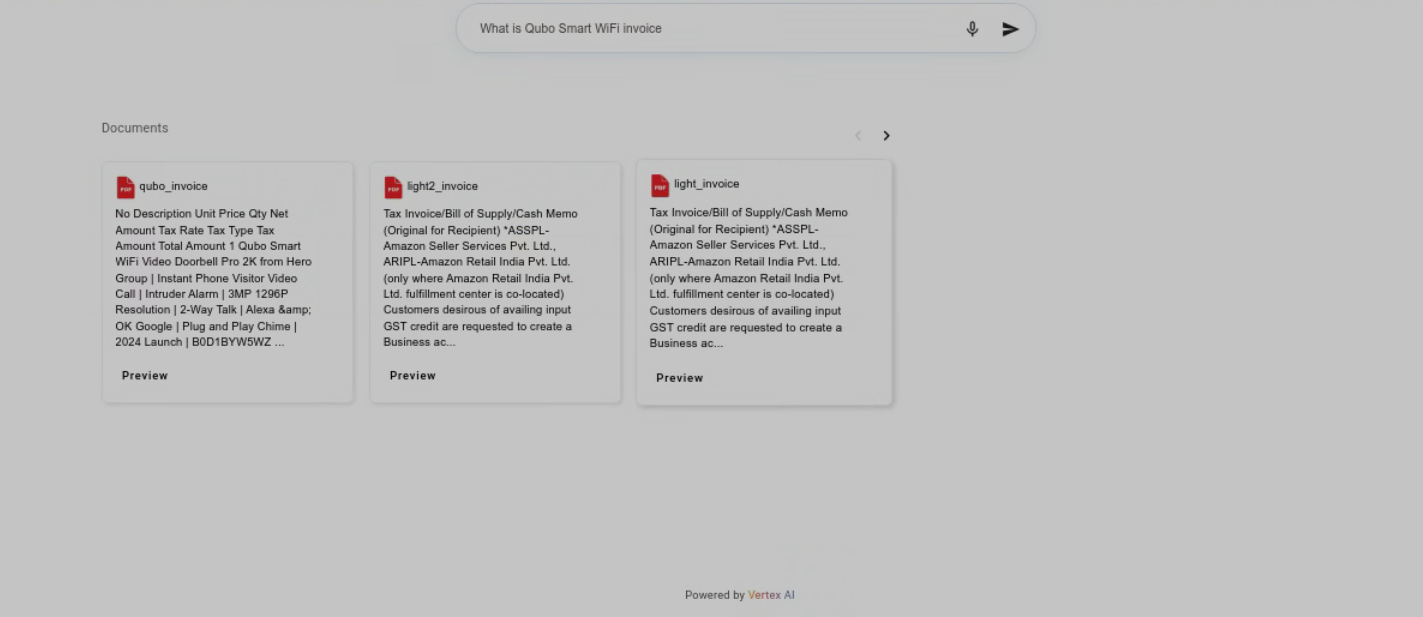 What is Qubo Smart WiFi invoice
Documents
qubo_invoice
No Description Unit Price Qty Net
Amount Tax Rate Tax Type Tax
Amount Total Amount 1 Qubo Smart
WiFi Video Doorbell Pro 2K from Hero
Group | Instant Phone Visitor Video
Call | Intruder Alarm | 3MP 1296P
Resolution | 2-Way Talk | Alexa &amp;
OK Google | Plug and Play Chime |
2024 Launch | B0D1BYW5WZ ...
Preview
light2_invoice
Tax Invoice/Bill of Supply/Cash Memo
(Original for Recipient) *ASSPL-
Amazon Seller Services Pvt. Ltd.,
ARIPL-Amazon Retail India Pvt. Ltd.
(only where Amazon Retail India Pvt.
Ltd. fulfillment center is co-located)
Customers desirous of availing input
GST credit are requested to create a
Business ac...
Preview
light_invoice
Tax Invoice/Bill of Supply/Cash Memo
(Original for Recipient) *ASSPL-
Amazon Seller Services Pvt. Ltd.,
ARIPL-Amazon Retail India Pvt. Ltd.
(only where Amazon Retail India Pvt.
Ltd. fulfillment center is co-located)
Customers desirous of availing input
GST credit are requested to create a
Business ac...
Preview
Powered by Vertex AI